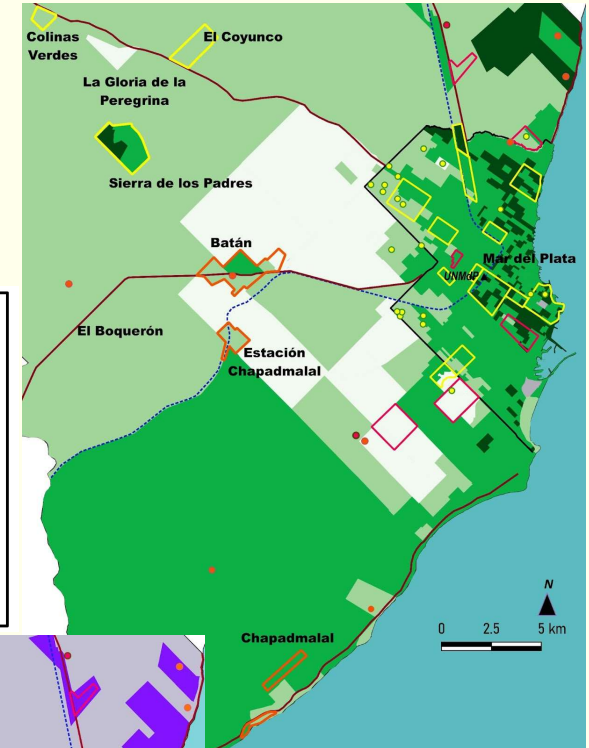 Colinas
Verdes
El Coyunco
La Gloria de la
Peregrina
Sierra de los Padres
Batán
Mar del Plata
UNMdP
El Boquerón
Estación
Chapadmalal
Chapadmalal
N
0 2.5 5 km